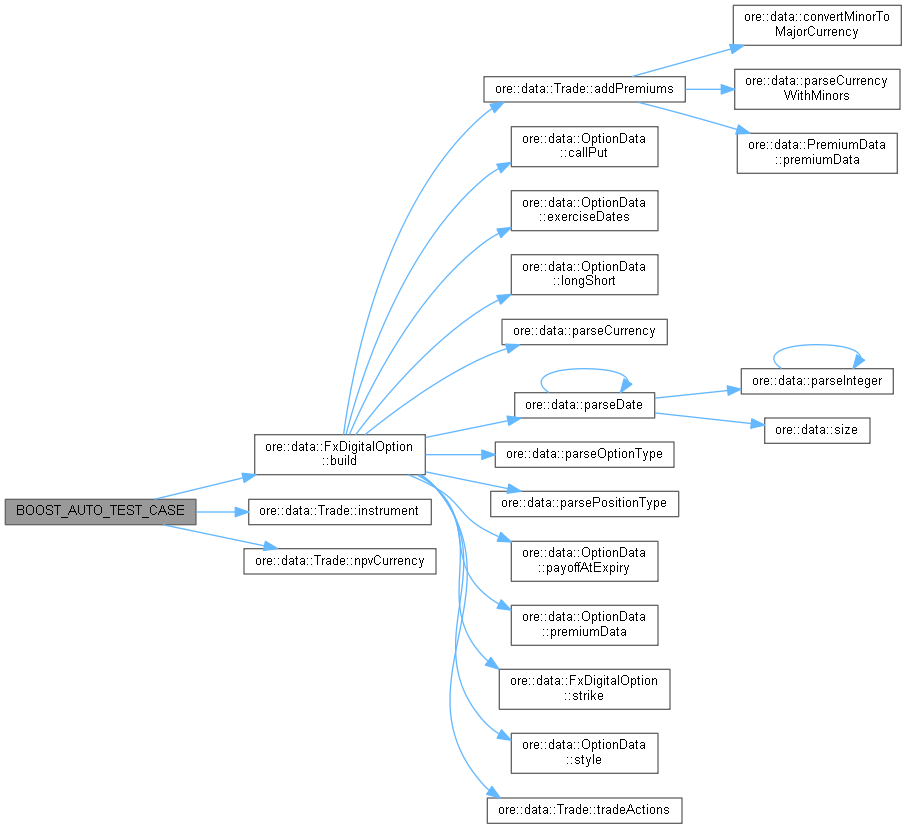 BOOST_AUTO_TEST_CASE
ore::data::FxDigitalOption
::build
ore::data::Trade::instrument
ore::data::Trade::npvCurrency
ore::data::Trade::addPremiums
ore::data::OptionData
::callPut
ore::data::OptionData
::exerciseDates
ore::data::OptionData
::longShort
ore::data::parseCurrency
ore::data::parseDate
ore::data::parseOptionType
ore::data::parsePositionType
ore::data::OptionData
::payoffAtExpiry
ore::data::OptionData
::premiumData
ore::data::FxDigitalOption
::strike
ore::data::OptionData
::style
ore::data::Trade::tradeActions
ore::data::convertMinorTo
MajorCurrency
ore::data::parseCurrency
WithMinors
ore::data::PremiumData
::premiumData
ore::data::parseInteger
ore::data::size